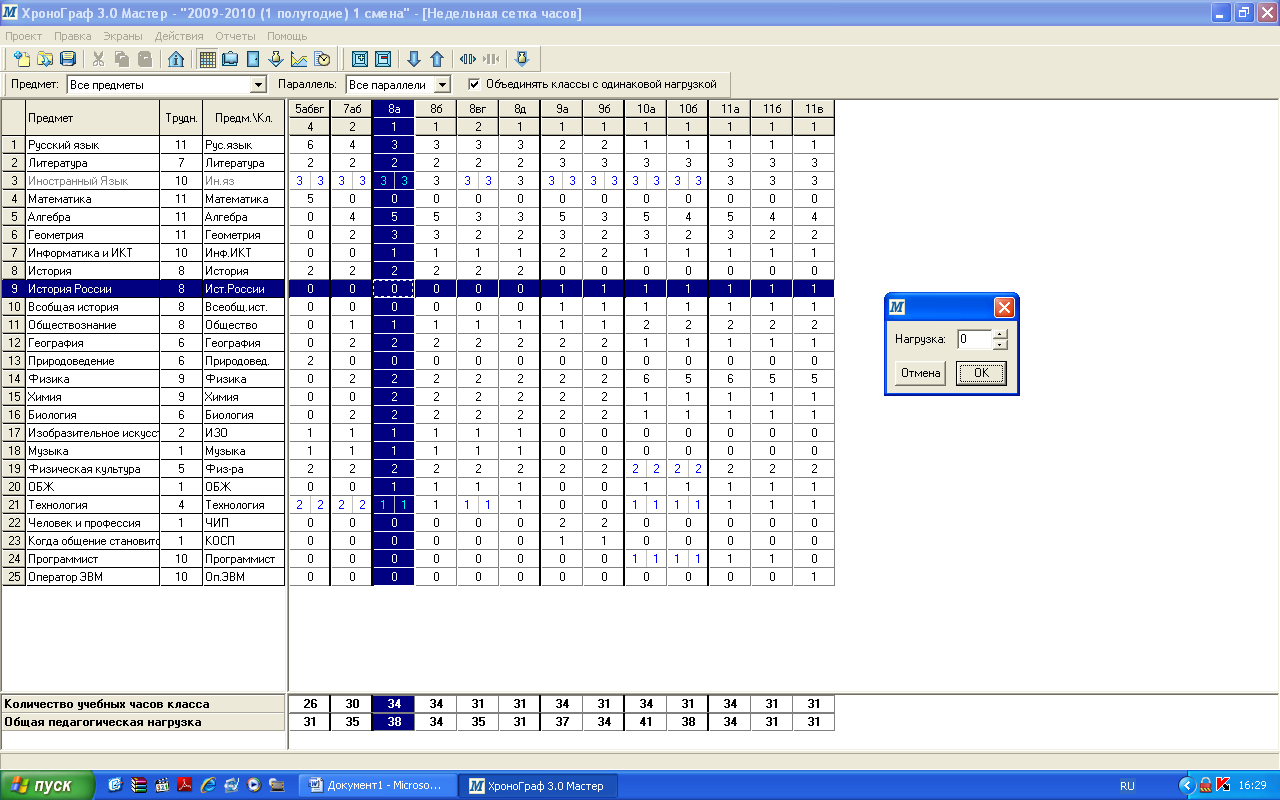 ХроноГраф 3.0 Мастер - "2009-2010 (1 полугодие) 1 смена" - [Недельная сетка часов]
Проект Правка Экраны Действия Отчеты Помощь
Предмет: Все предметы Параллель: Все параллели Объединять классы с одинаковой нагрузкой
Предмет Трудн. Предм.\Кл. 5абвг 7аб 8а 8б 8вг 8д 9а 9б 10а 10б 11а 11б 11в
4 2 1 1 2 1 1 1 1 1 1 1 1
1 Русский язык 11 Рус.язык 6 4 3 3 3 3 2 2 1 1 1 1 1
2 Литература 7 Литература 2 2 2 2 2 2 3 3 3 3 3 3 3
3 Иностранный Язык 10 Ин.яз 3 3 3 3 3 3 3 3 3 3 3 3 3 3 3 3 3 3 3 3 3
4 Математика 11 Математика 5 0 0 0 0 0 0 0 0 0 0 0 0
5 Алгебра 11 Алгебра 0 4 5 5 3 3 5 3 5 4 5 4 4
6 Геометрия 11 Геометрия 0 2 3 3 2 2 3 2 3 2 3 2 2
7 Информатика и ИКТ 10 Инф.ИКТ 0 0 1 1 1 1 2 2 1 1 1 1 1
8 История 8 История 2 2 2 2 2 2 0 0 0 0 0 0 0
9 История России 8 Ист.России 0 0 0 0 0 0 1 1 1 1 1 1 1
10 Всобщая история 8 Всеобщ.ист. 0 0 0 0 0 0 1 1 1 1 1 1 1
11 Обществознание 8 Общество 0 1 1 1 1 1 1 1 2 2 2 2 2
12 География 6 География 0 2 2 2 2 2 2 2 1 1 1 1 1
13 Природоведение 6 Природовед. 2 0 0 0 0 0 0 0 0 0 0 0 0
14 Физика 9 Физика 0 2 2 2 2 2 2 2 6 5 6 5 5
15 Химия 9 Химия 0 0 2 2 2 2 2 2 1 1 1 1 1
16 Биология 6 Биология 0 2 2 2 2 2 2 2 1 1 1 1 1
17 Изобразительное искусст 2 ИЗО 1 1 1 1 1 1 0 0 0 0 0 0 0
18 Музыка 1 Музыка 1 1 1 1 1 1 0 0 0 0 0 0 0
19 Физическая культура 5 Физ-ра 2 2 2 2 2 2 2 2 2 2 2 2 2 2 2
20 ОБЖ 1 ОБЖ 0 0 1 1 1 1 0 0 1 1 1 1 1
21 Технология 4 Технология 2 2 2 2 1 1 1 1 1 1 0 0 1 1 1 1 1 1 1
22 Человек и профессия 1 ЧИП 0 0 0 0 0 0 2 2 0 0 0 0 0
23 Когда общение становитс 1 КОСП 0 0 0 0 0 0 1 1 0 0 0 0 0
24 Программист 10 Программист 0 0 0 0 0 0 0 0 1 1 1 1 1 1 0
25 Оператор ЭВМ 10 Оп.ЭВМ 0 0 0 0 0 0 0 0 0 0 0 0 1
Нагрузка: 0
Отмена OK
Количество учебных часов класса 26 30 34 34 31 31 34 31 34 31 34 31 31
Общая педагогическая нагрузка 31 35 38 34 35 31 37 34 41 38 34 31 31
пуск Документ1 - Microso... ХроноГраф 3.0 Мастер RU 16:29